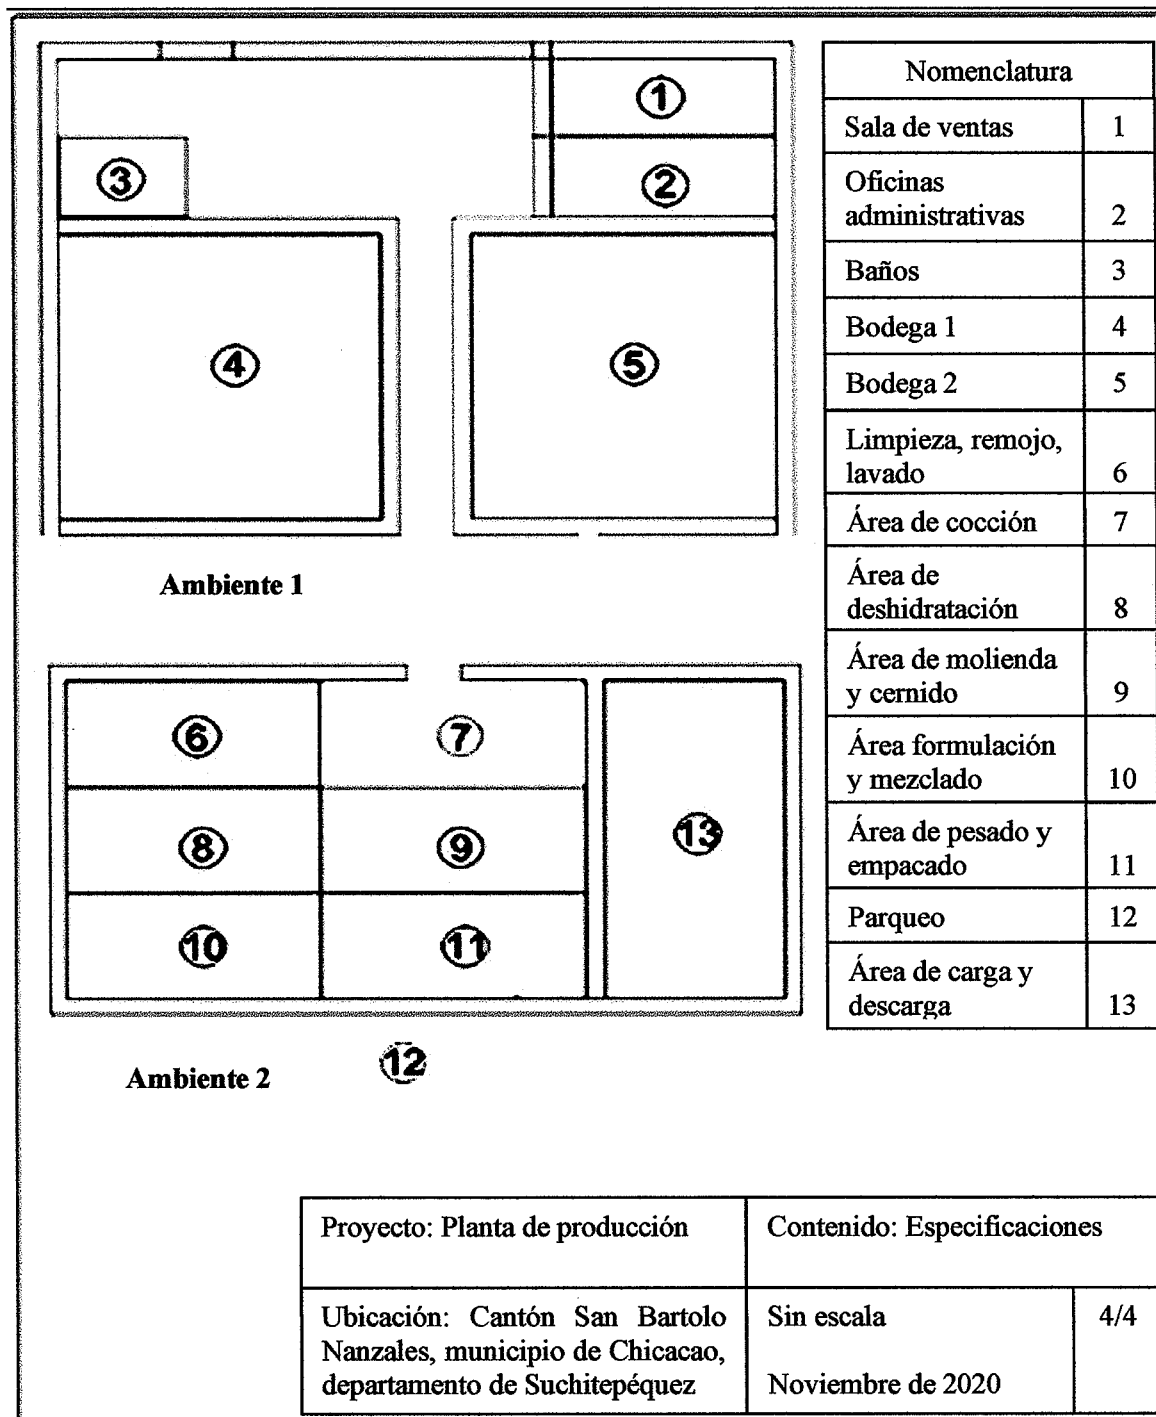 1
2
3
4
5
Ambiente 1
6
7
8
9
10
11
13
12
Ambiente 2
Nomenclatura
Sala de ventas 1
Oficinas
administrativas 2
Baños 3
Bodega 1 4
Bodega 2 5
Limpieza, remojo,
lavado 6
Área de cocción 7
Área de
deshidratación 8
Área de molienda
y cernido 9
Área formulación
y mezclado 10
Área de pesado y
empacado 11
Parqueo 12
Área de carga y
descarga 13
Proyecto: Planta de producción
Contenido: Especificaciones
Ubicación: Cantón San Bartolo
Nanzales, municipio de Chicacao,
departamento de Suchitepéquez
Sin escala
Noviembre de 2020
4/4